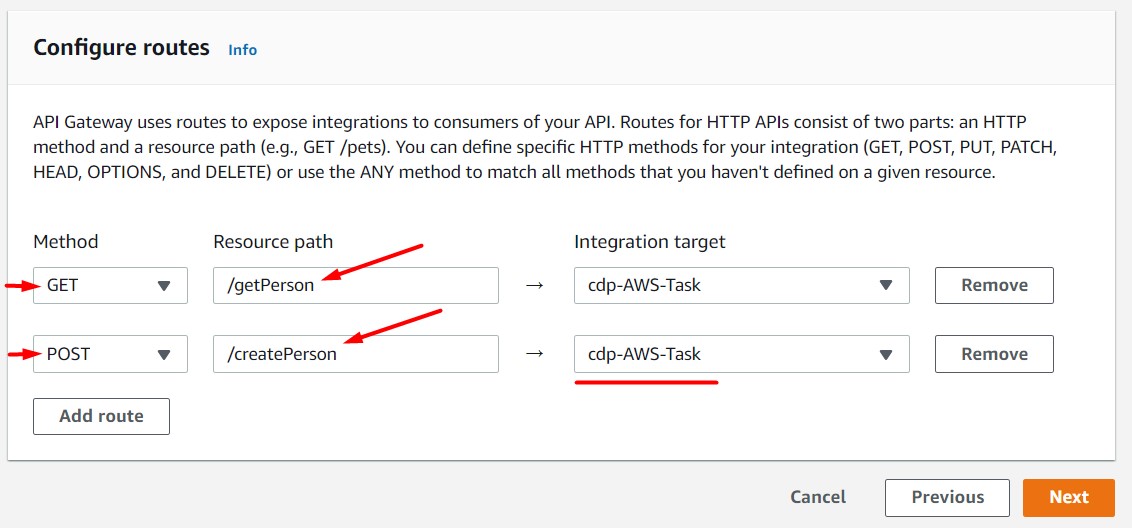 Configure routes Info
API Gateway uses routes to expose integrations to consumers of your API. Routes for HTTP APIs consist of two parts: an HTTP
method and a resource path (e.g., GET /pets). You can define specific HTTP methods for your integration (GET, POST, PUT, PATCH,
HEAD, OPTIONS, and DELETE) or use the ANY method to match all methods that you haven't defined on a given resource.
Method Resource path Integration target
GET /getPerson → cdp-AWS-Task Remove
POST /createPerson → cdp-AWS-Task Remove
Add route
Cancel Previous Next